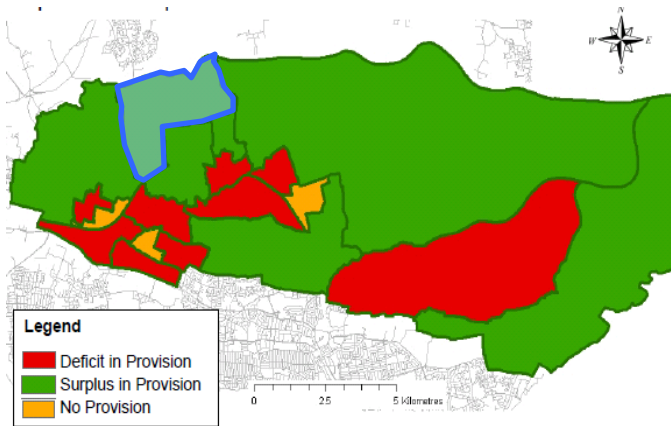 N
W E
S
Legend
Deficit in Provision
Surplus in Provision
No Provision
0 2.5 5 Kilometres